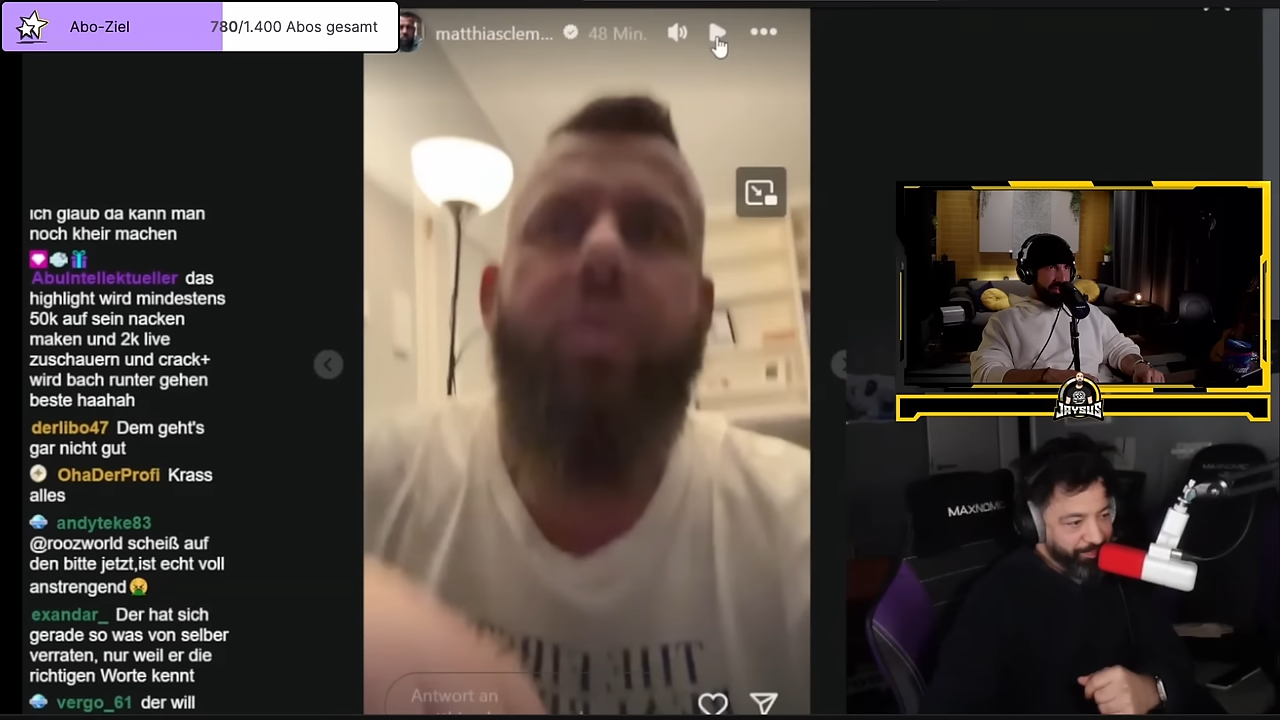 Abo-Ziel
780/1.400 Abos gesamt
matthiasclem...
48 Min.
ich glaub da kann man
noch kheir machen
AbuIntellektueller das
highlight wird mindestens
50k auf sein nacken
maken und 2k live
zuschauern und crack+
wird bach runter gehen
beste haahah
derlibo47 Dem geht's
gar nicht gut
OhaDerProfi Krass
alles
andyteke83
@roozworld scheiß auf
den bitte jetzt,ist echt voll
anstrengend
exandar_ Der hat sich
gerade so was von selber
verraten, nur weil er die
richtigen Worte kennt
vergo_61 der will
Antwort an
JAYSUS
MAXNOMIC